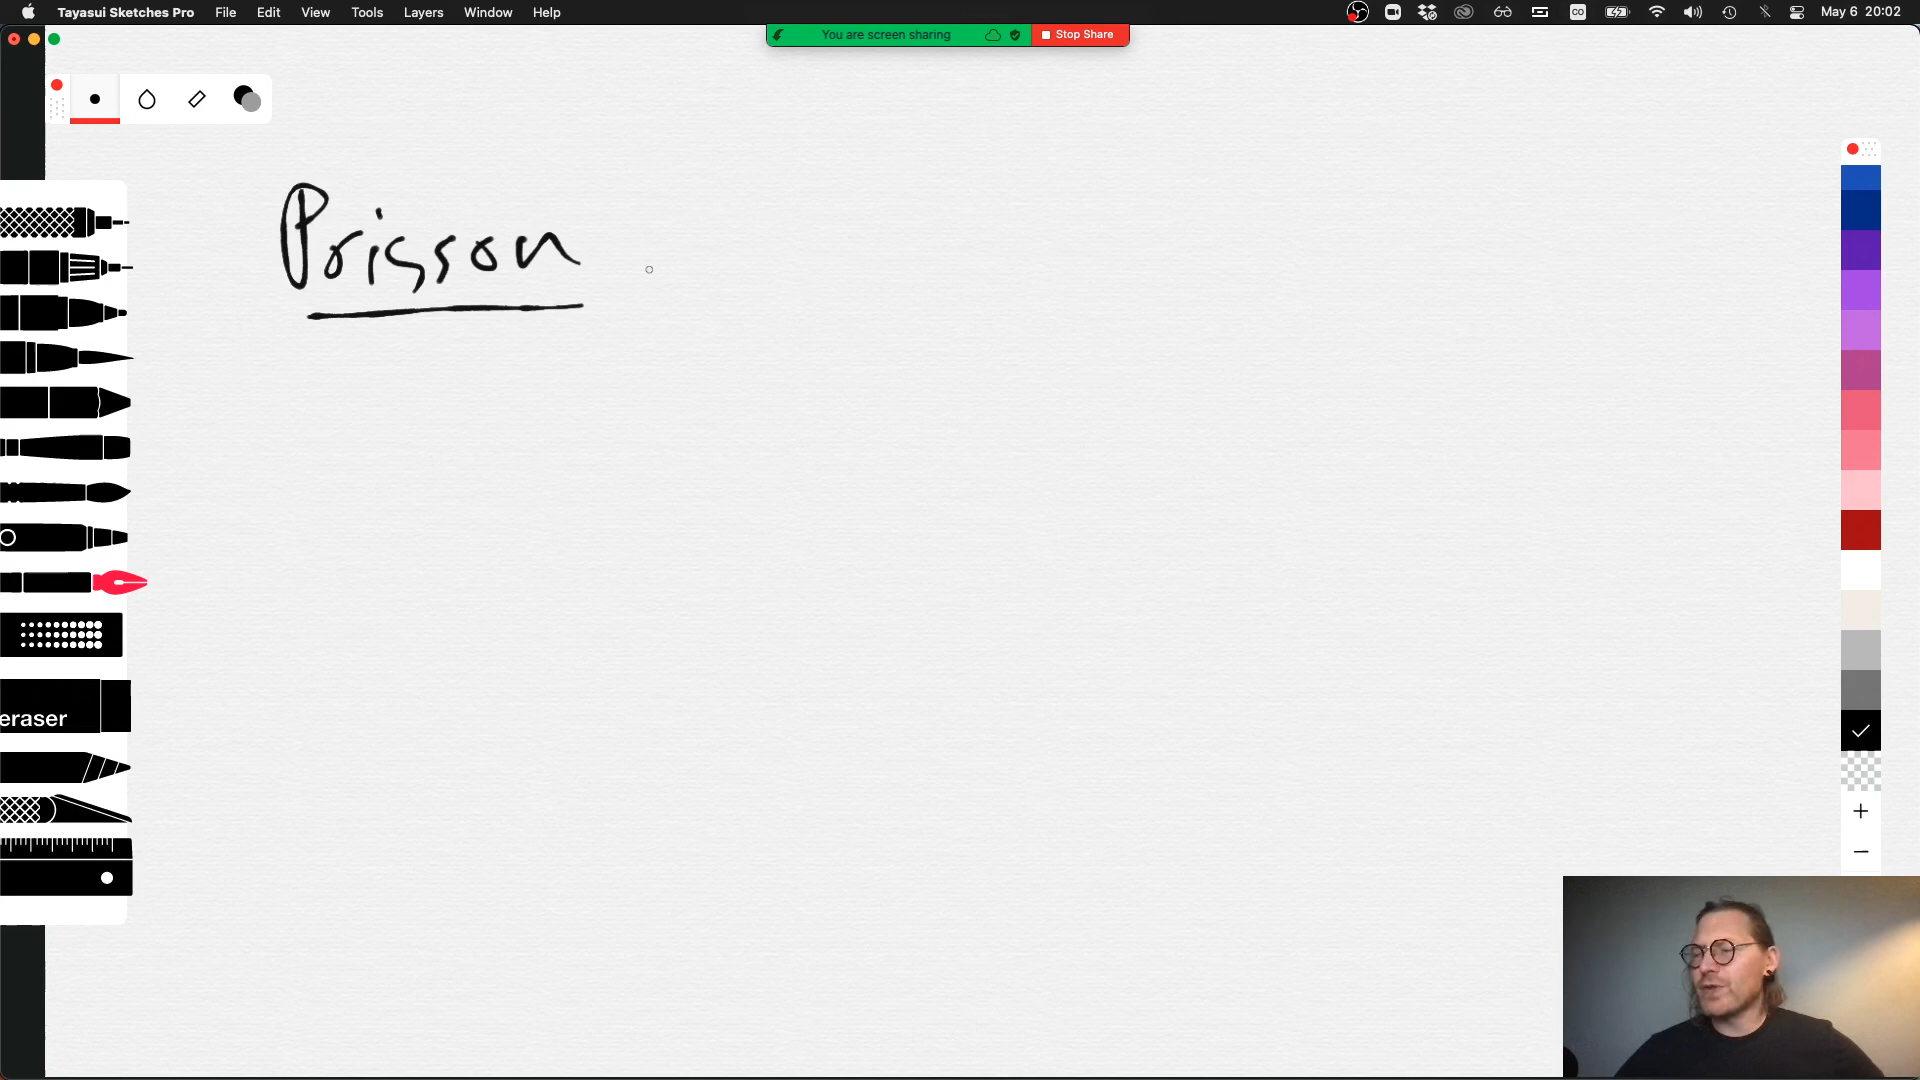 Tayasui Sketches Pro File Edit View Tools Layers Window Help May 6 20:02
You are screen sharing Stop Share
Prisson
eraser